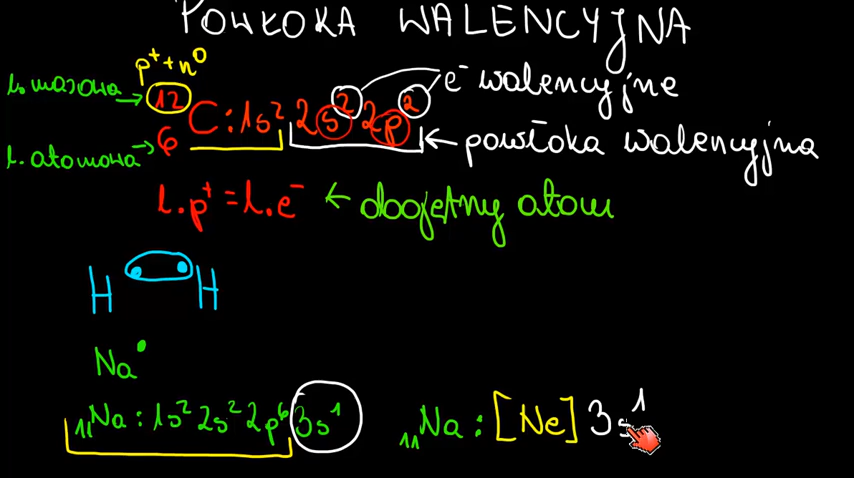 POWŁOKA WALENCYJNA
p⁺+n⁰
l. masowa → 12 e⁻ walencyjne
C: 1s² 2s² 2p² ← powłoka walencyjna
l. atomowa → 6
l.p⁺ = l.e⁻ ← obojętny atom
H H
Na
₁₁Na: 1s² 2s² 2p⁶ 3s¹ ₁₁Na: [Ne] 3s¹